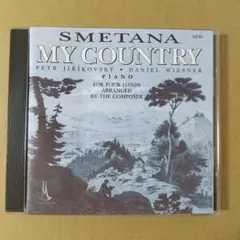 SMETANA
MY COUNTRY
PETR JIŘÍKOVSKÝ • DANIEL WIESNER
PIANO
FOR FOUR HANDS
ARRANGED
BY THE COMPOSER